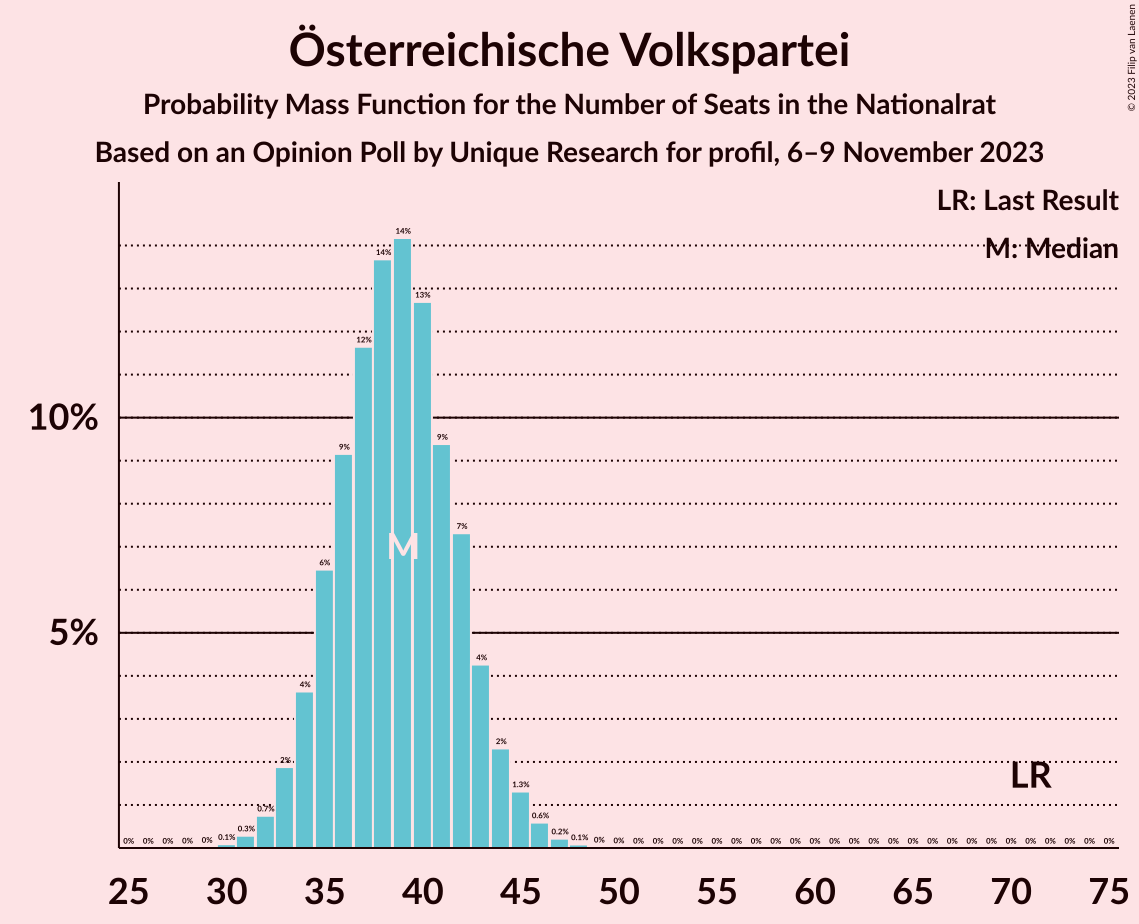 Österreichische Volkspartei
Probability Mass Function for the Number of Seats in the Nationalrat
Based on an Opinion Poll by Unique Research for profil, 6–9 November 2023
© 2023 Filip van Laenen
LR: Last Result
M: Median
10%
5%
0% 0% 0% 0% 0% 0.1% 0.3% 0.7% 2% 4% 6% 9% 12% 14% 14% 13% 9% 7% 4% 2% 1.3% 0.6% 0.2% 0.1% 0% 0% 0% 0% 0% 0% 0% 0% 0% 0% 0% 0% 0% 0% 0% 0% 0% 0% 0% 0% 0% 0% 0% 0% 0% 0% 0%
M
LR
25 30 35 40 45 50 55 60 65 70 75